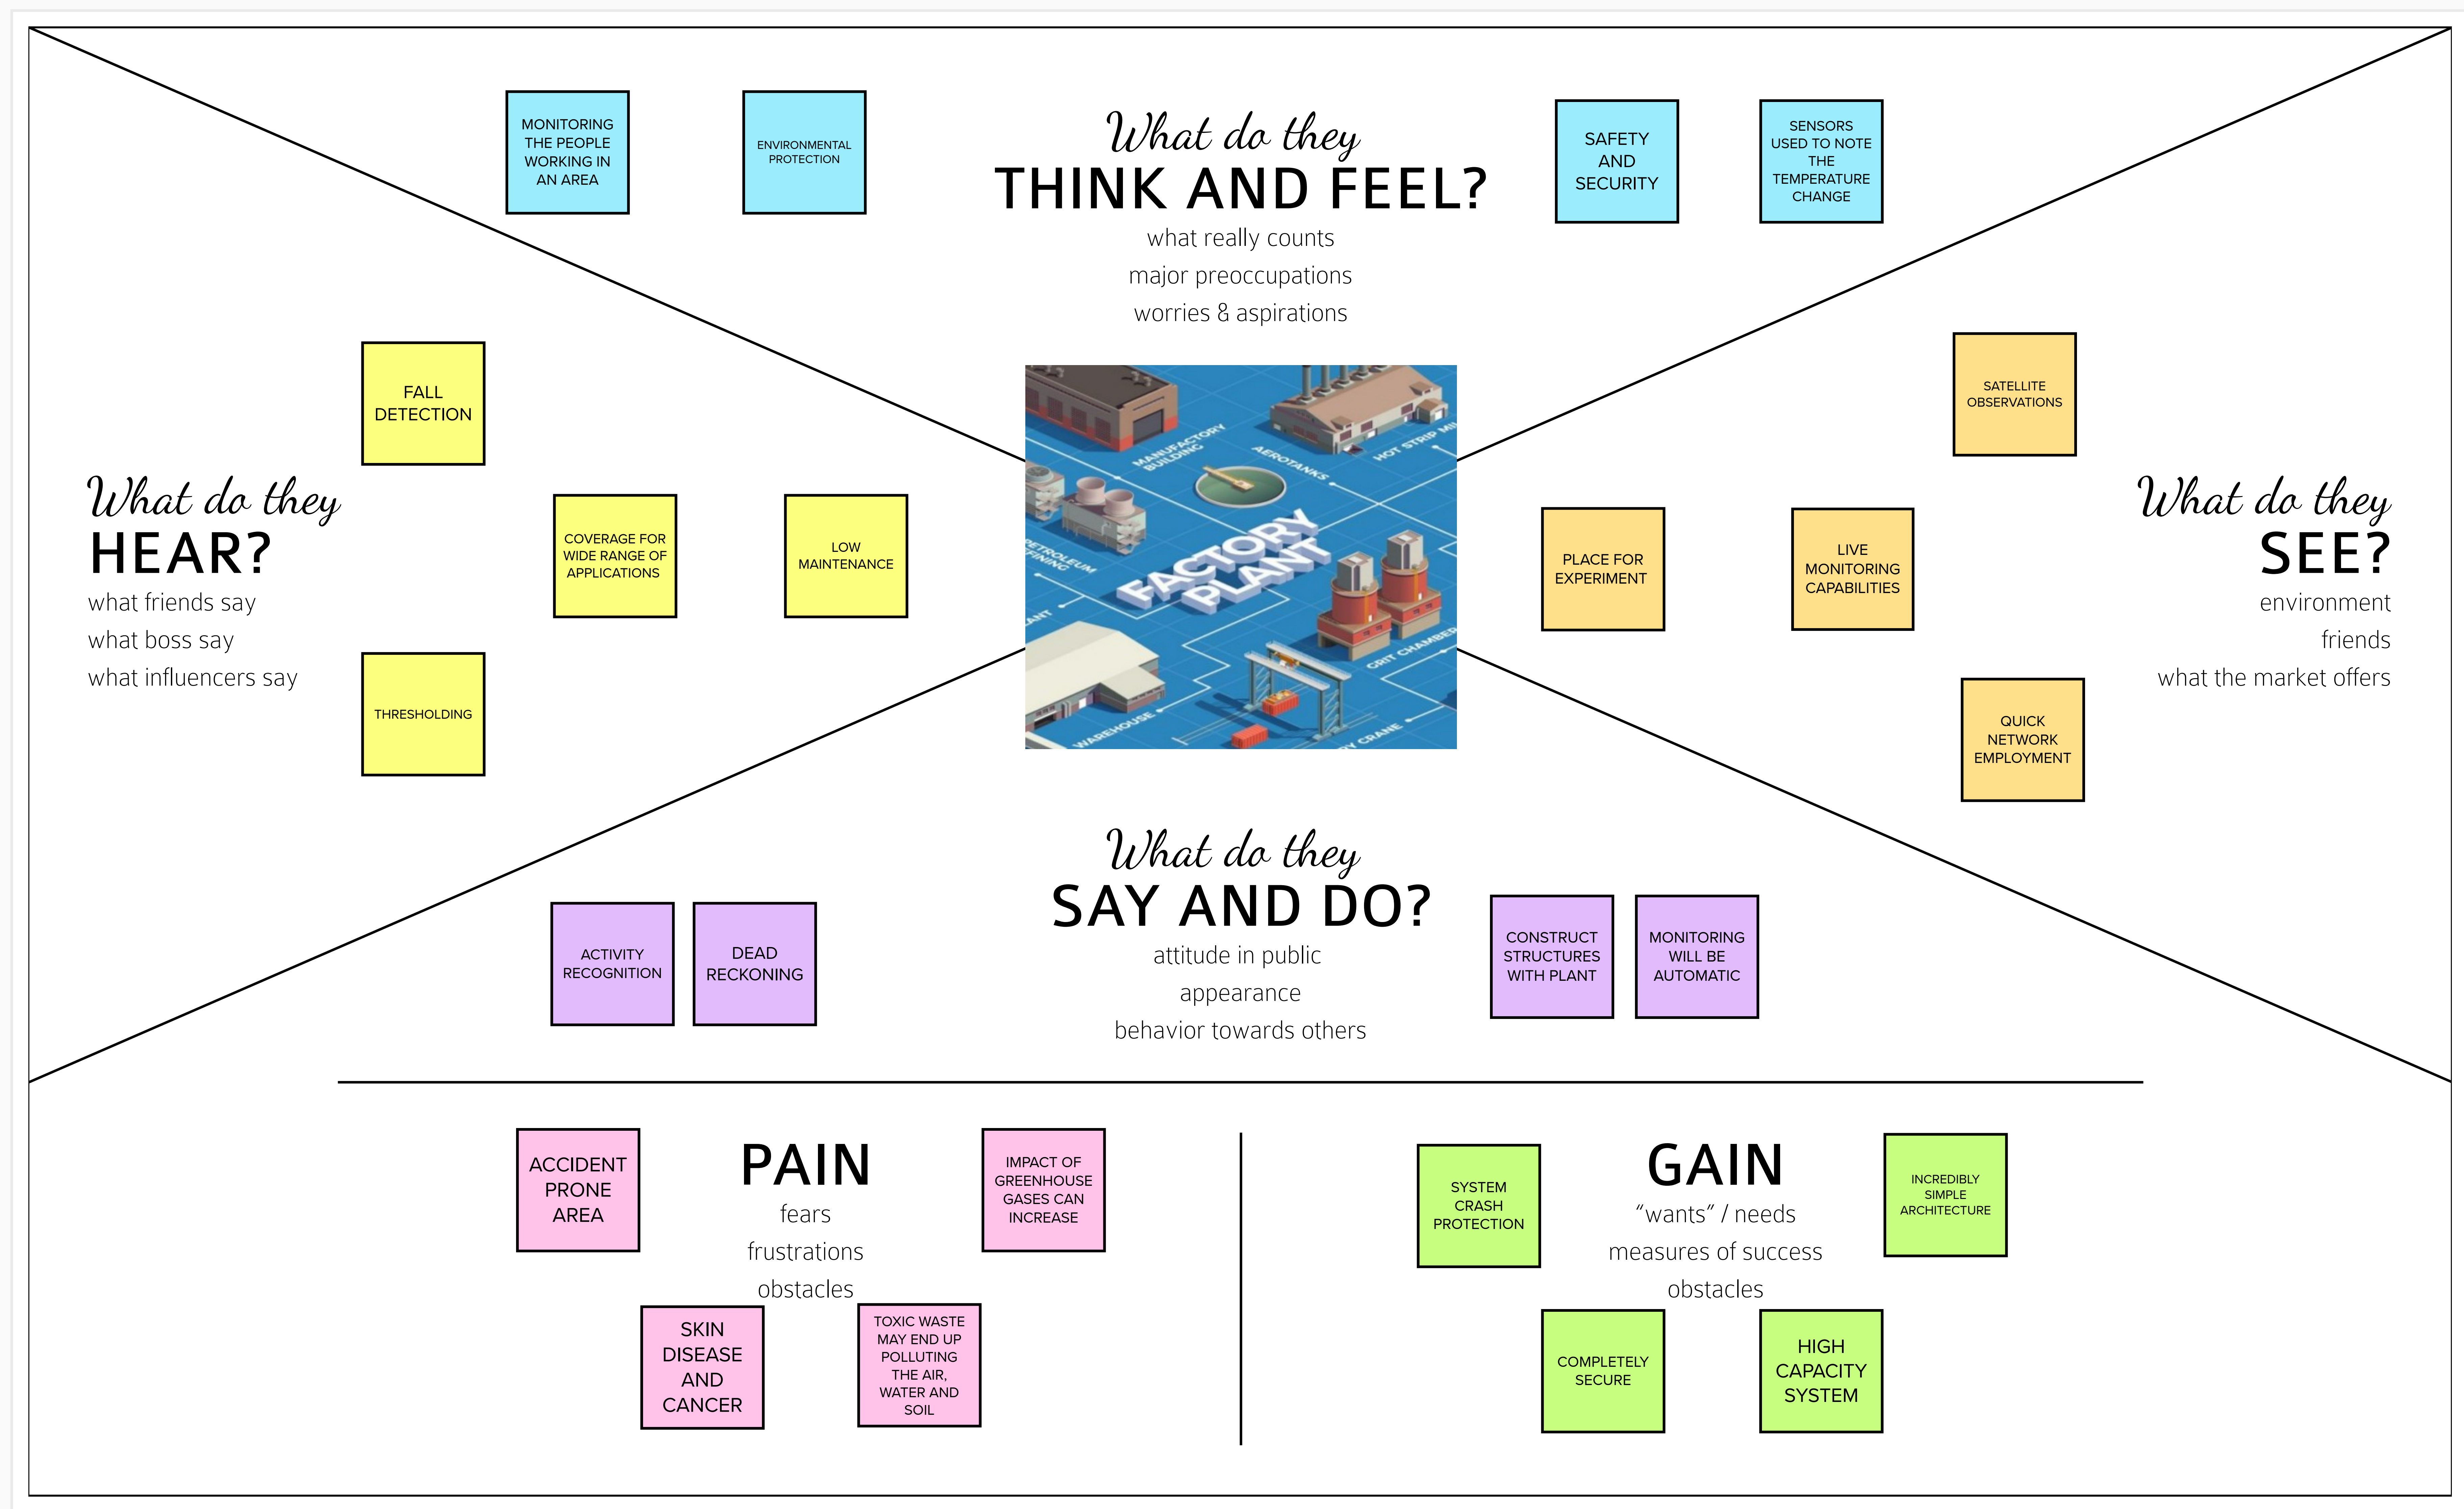 MONITORING
THE PEOPLE
WORKING IN
AN AREA
ENVIRONMENTAL
PROTECTION
What do they
THINK AND FEEL?
what really counts
major preoccupations
worries & aspirations
SAFETY
AND
SECURITY
SENSORS
USED TO NOTE
THE
TEMPERATURE
CHANGE
What do they
HEAR?
what friends say
what boss say
what influencers say
FALL
DETECTION
COVERAGE FOR
WIDE RANGE OF
APPLICATIONS
LOW
MAINTENANCE
THRESHOLDING
MANUFACTORY
BUILDING
AEROTANKS
HOT STRIP
FACTORY
PLANT
GRIT CHAMBER
WAREHOUSE
CRANE
SATELLITE
OBSERVATIONS
PLACE FOR
EXPERIMENT
LIVE
MONITORING
CAPABILITIES
QUICK
NETWORK
EMPLOYMENT
What do they
SEE?
environment
friends
what the market offers
What do they
SAY AND DO?
attitude in public
appearance
behavior towards others
ACTIVITY
RECOGNITION
DEAD
RECKONING
CONSTRUCT
STRUCTURES
WITH PLANT
MONITORING
WILL BE
AUTOMATIC
PAIN
fears
frustrations
obstacles
ACCIDENT
PRONE
AREA
IMPACT OF
GREENHOUSE
GASES CAN
INCREASE
SKIN
DISEASE
AND
CANCER
TOXIC WASTE
MAY END UP
POLLUTING
THE AIR,
WATER AND
SOIL
GAIN
“wants” / needs
measures of success
obstacles
SYSTEM
CRASH
PROTECTION
INCREDIBLY
SIMPLE
ARCHITECTURE
COMPLETELY
SECURE
HIGH
CAPACITY
SYSTEM